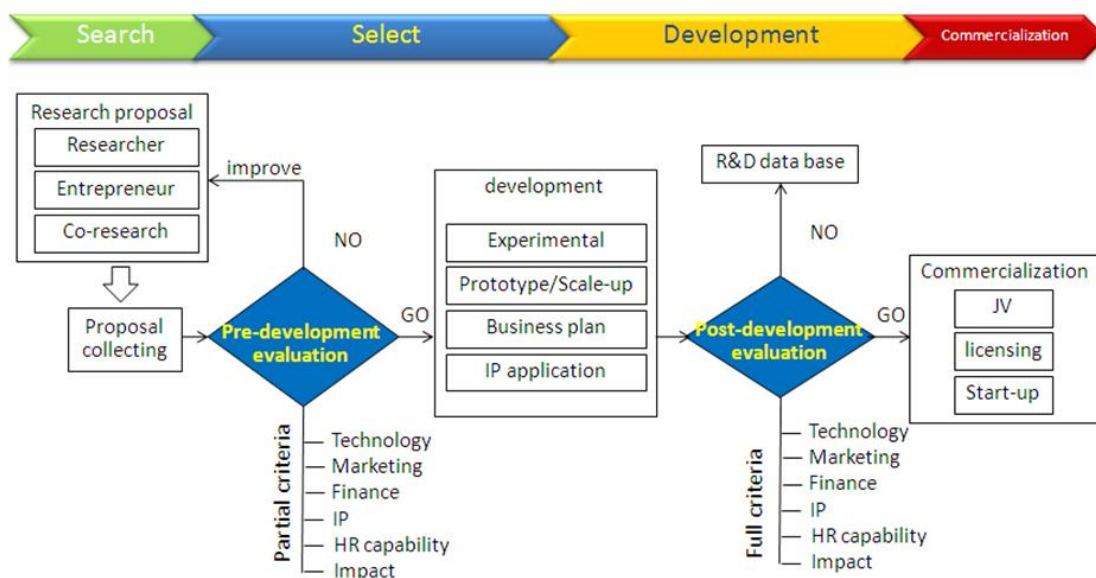 Search
Select
Development
Commercialization
Research proposal
Researcher
Entrepreneur
Co-research
improve
NO
Proposal
collecting
Pre-development
evaluation
GO
Partial criteria
Technology
Marketing
Finance
IP
HR capability
Impact
development
Experimental
Prototype/Scale-up
Business plan
IP application
R&D data base
NO
Post-development
evaluation
GO
Full criteria
Technology
Marketing
Finance
IP
HR capability
Impact
Commercialization
JV
licensing
Start-up